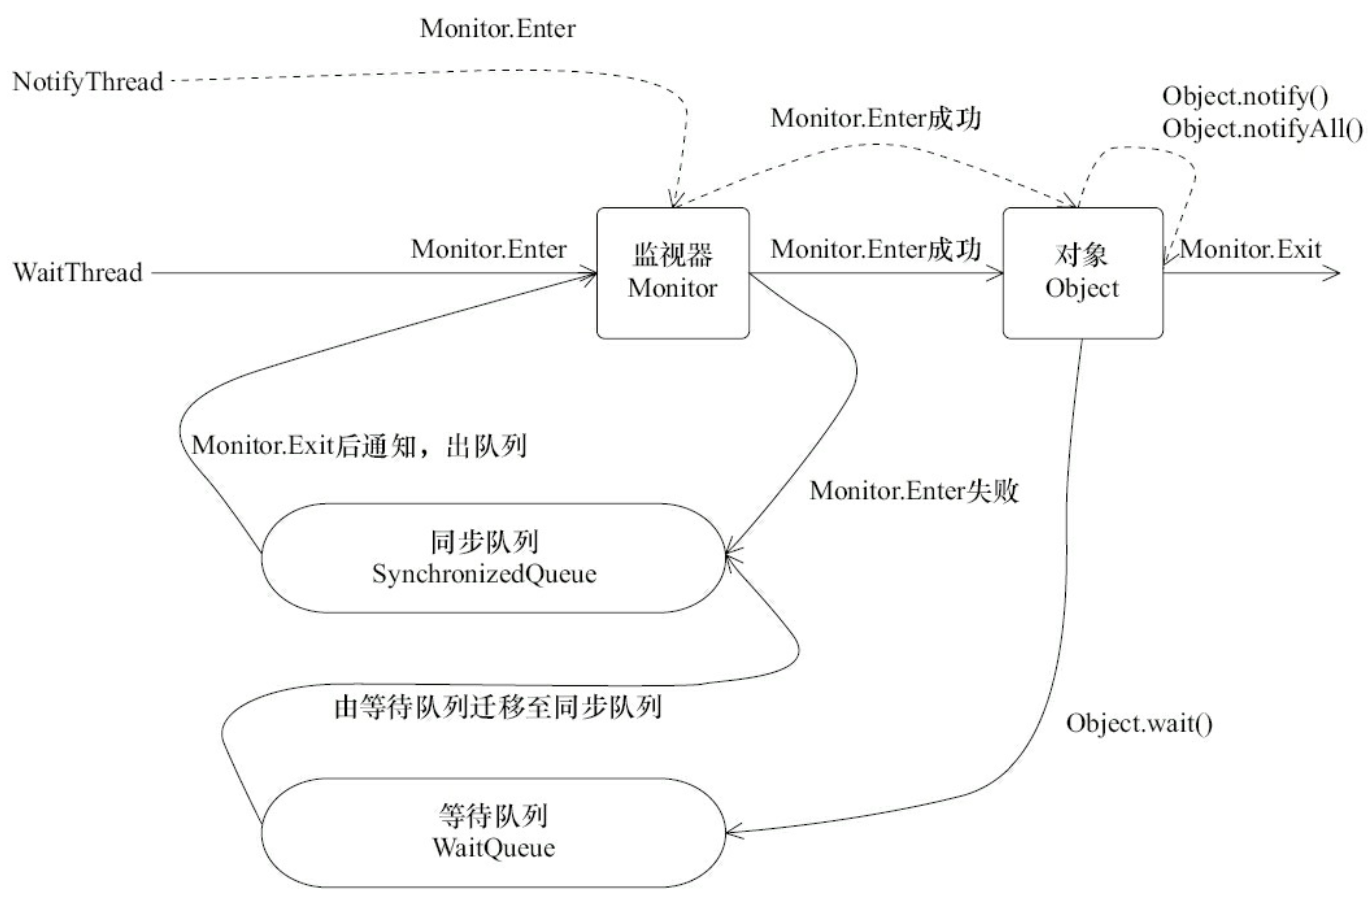 Monitor.Enter
NotifyThread
Object.notify()
Object.notifyAll()
Monitor.Enter成功
WaitThread
Monitor.Enter
监视器
Monitor
Monitor.Enter成功
对象
Object
Monitor.Exit
Monitor.Exit后通知，出队列
Monitor.Enter失败
同步队列
SynchronizedQueue
由等待队列迁移至同步队列
Object.wait()
等待队列
WaitQueue